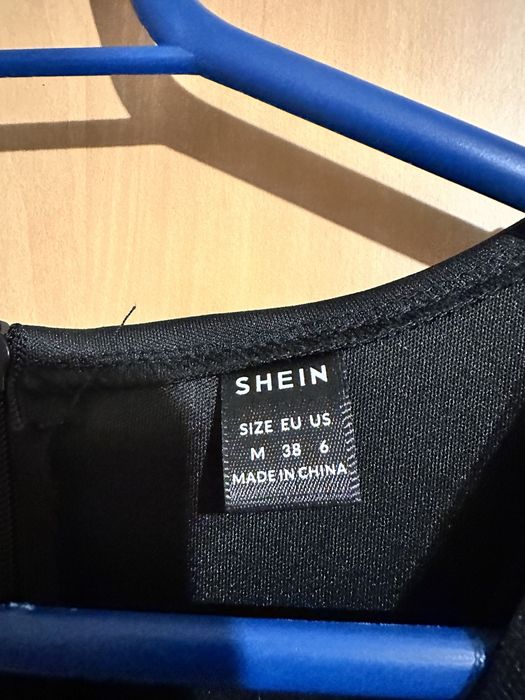 SHEIN
SIZE EU US
M 38 6
MADE IN CHINA